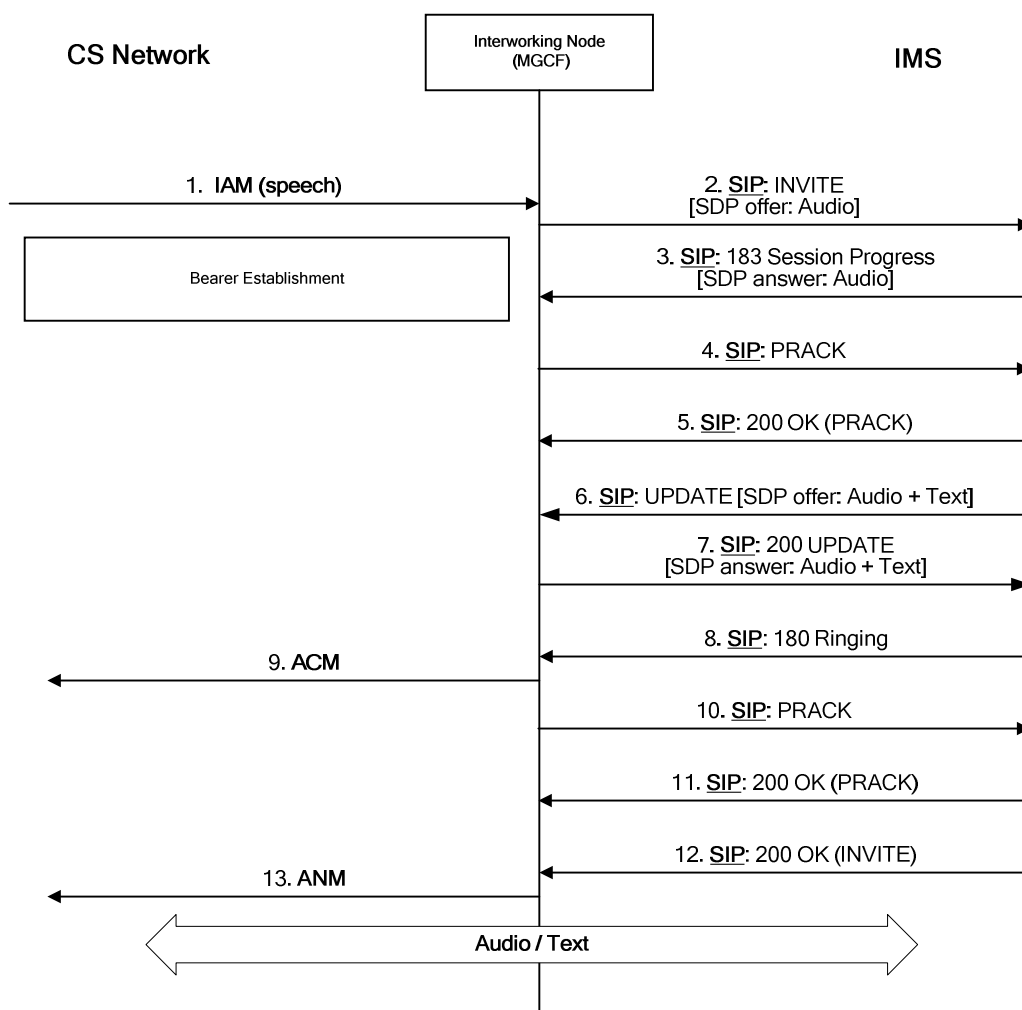 Interworking Node
(MGCF)
CS Network
IMS
1. IAM (speech)
2. SIP: INVITE
[SDP offer: Audio]
3. SIP: 183 Session Progress
[SDP answer: Audio]
Bearer Establishment
4. SIP: PRACK
5. SIP: 200 OK (PRACK)
6. SIP: UPDATE [SDP offer: Audio + Text]
7. SIP: 200 UPDATE
[SDP answer: Audio + Text]
8. SIP: 180 Ringing
9. ACM
10. SIP: PRACK
11. SIP: 200 OK (PRACK)
12. SIP: 200 OK (INVITE)
13. ANM
Audio / Text